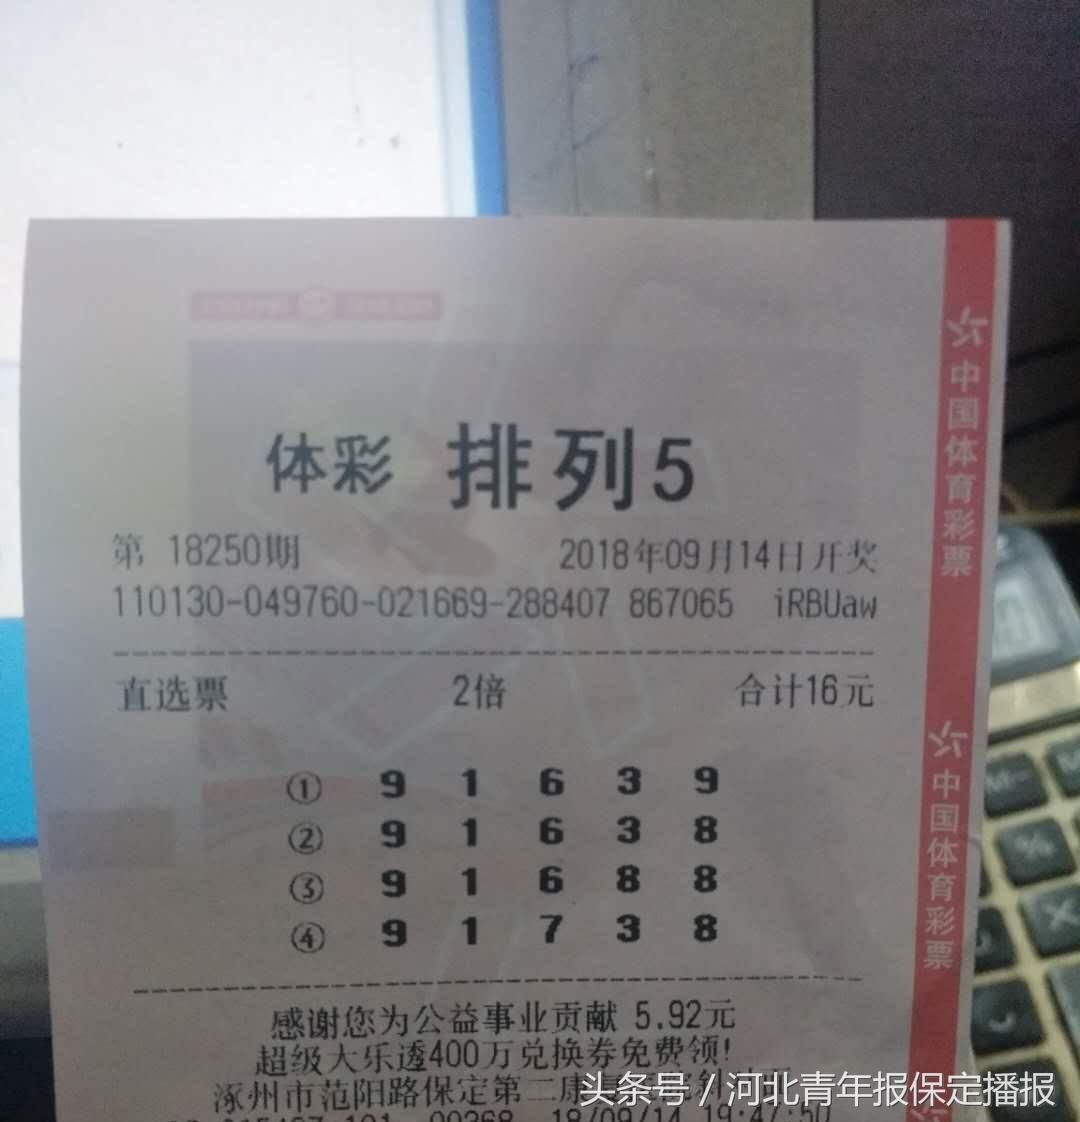 体彩 排列5
第 18250期 2018年09月14日开奖
110130-049760-021669-288407 867065 iRBUaw
直选票 2倍 合计16元
① 9 1 6 3 9
② 9 1 6 3 8
③ 9 1 6 8 8
④ 9 1 7 3 8
感谢您为公益事业贡献 5.92元
超级大乐透400万兑换券免费领!
涿州市范阳路保定第二康
18/09/14 19:47:50
中国体育彩票
中国体育彩票
头条号 / 河北青年报保定播报